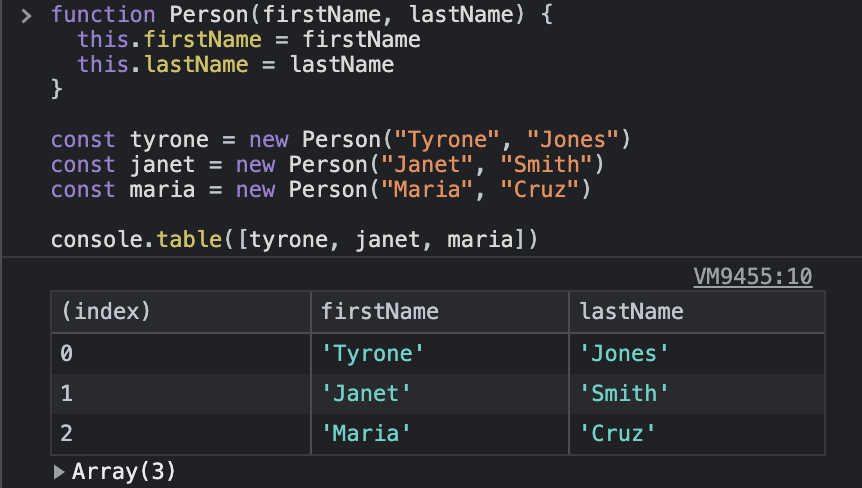 > function Person(firstName, lastName) {
  this.firstName = firstName
  this.lastName = lastName
}
const tyrone = new Person("Tyrone", "Jones")
const janet = new Person("Janet", "Smith")
const maria = new Person("Maria", "Cruz")
console.table([tyrone, janet, maria])
VM9455:10
(index) firstName lastName
0 'Tyrone' 'Jones'
1 'Janet' 'Smith'
2 'Maria' 'Cruz'
▶ Array(3)